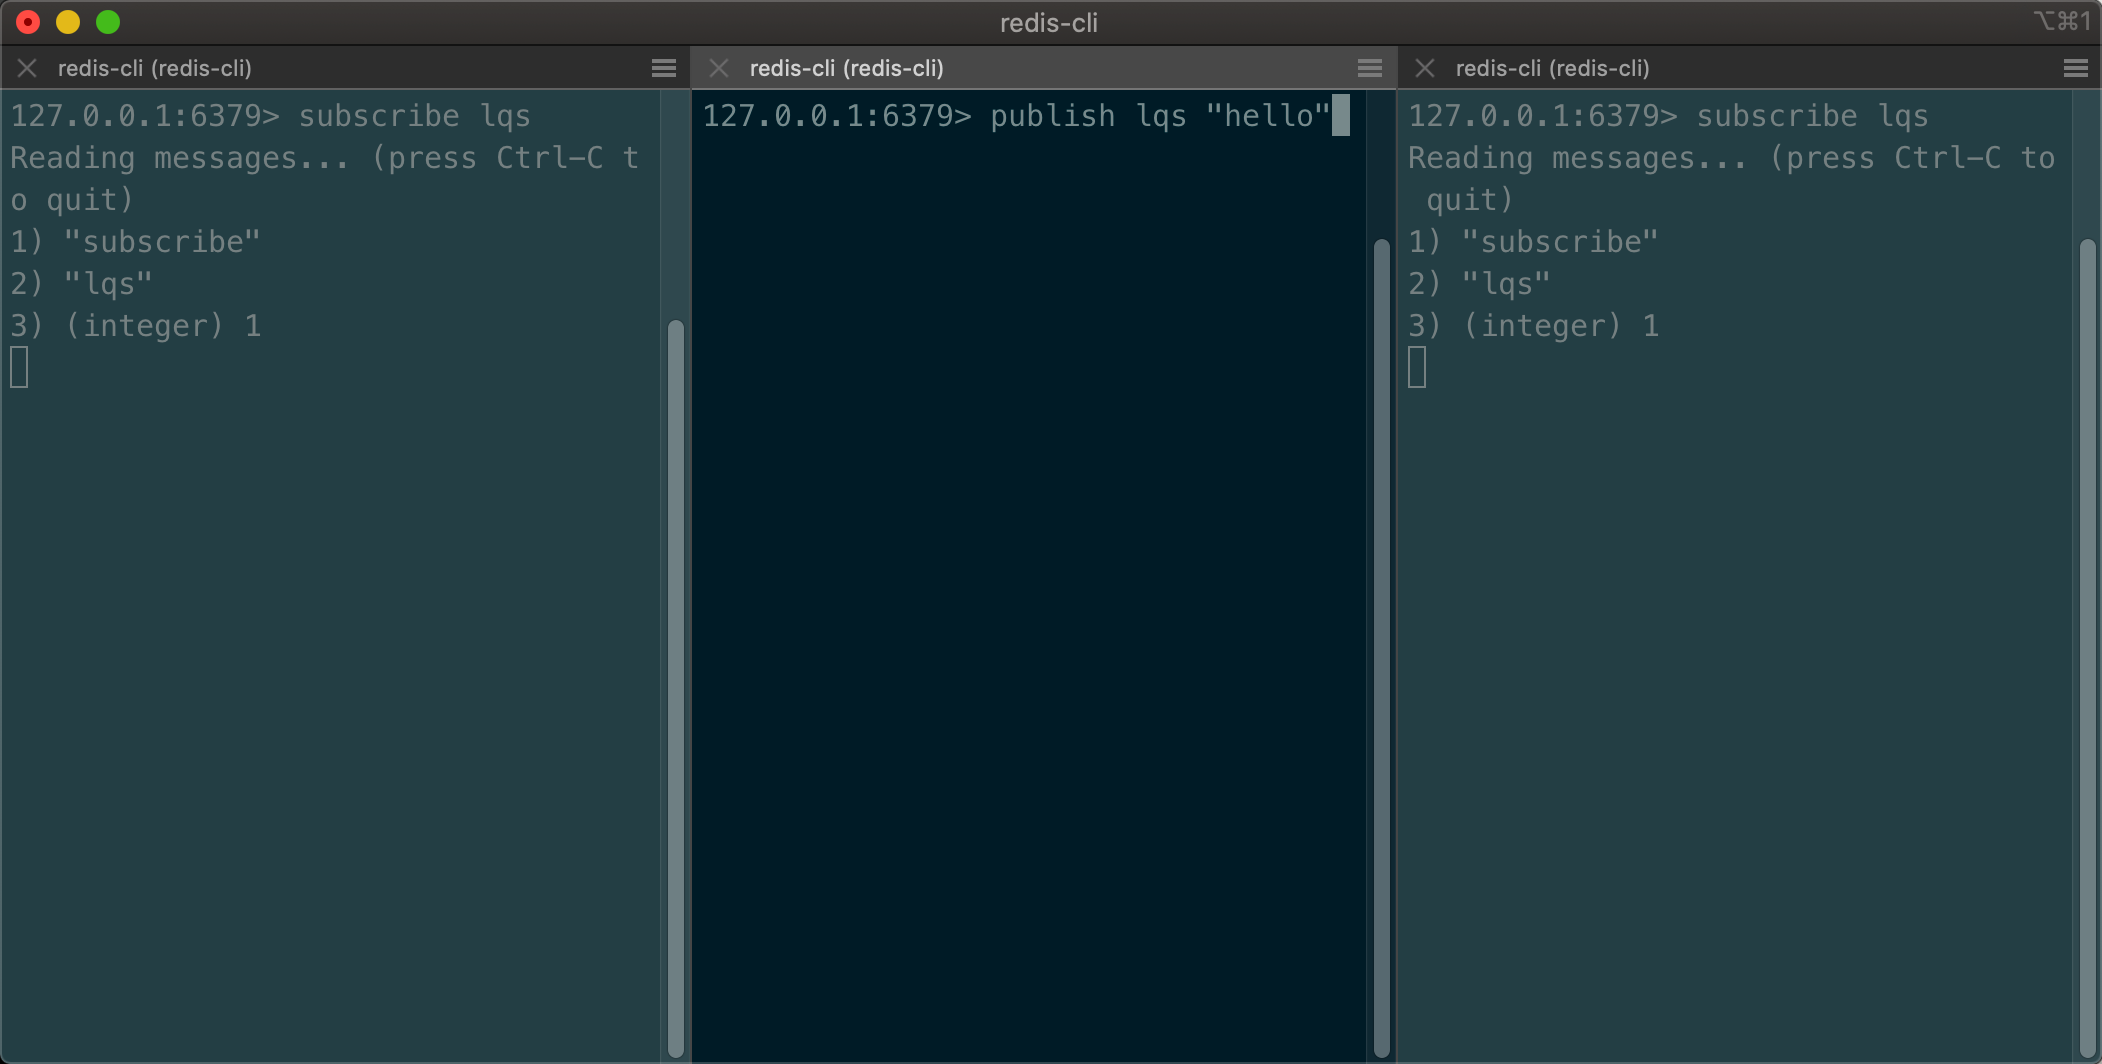 redis-cli
⌥⌘1
redis-cli (redis-cli)
127.0.0.1:6379> subscribe lqs
Reading messages... (press Ctrl-C t
o quit)
1) "subscribe"
2) "lqs"
3) (integer) 1
redis-cli (redis-cli)
127.0.0.1:6379> publish lqs "hello"
redis-cli (redis-cli)
127.0.0.1:6379> subscribe lqs
Reading messages... (press Ctrl-C to
 quit)
1) "subscribe"
2) "lqs"
3) (integer) 1